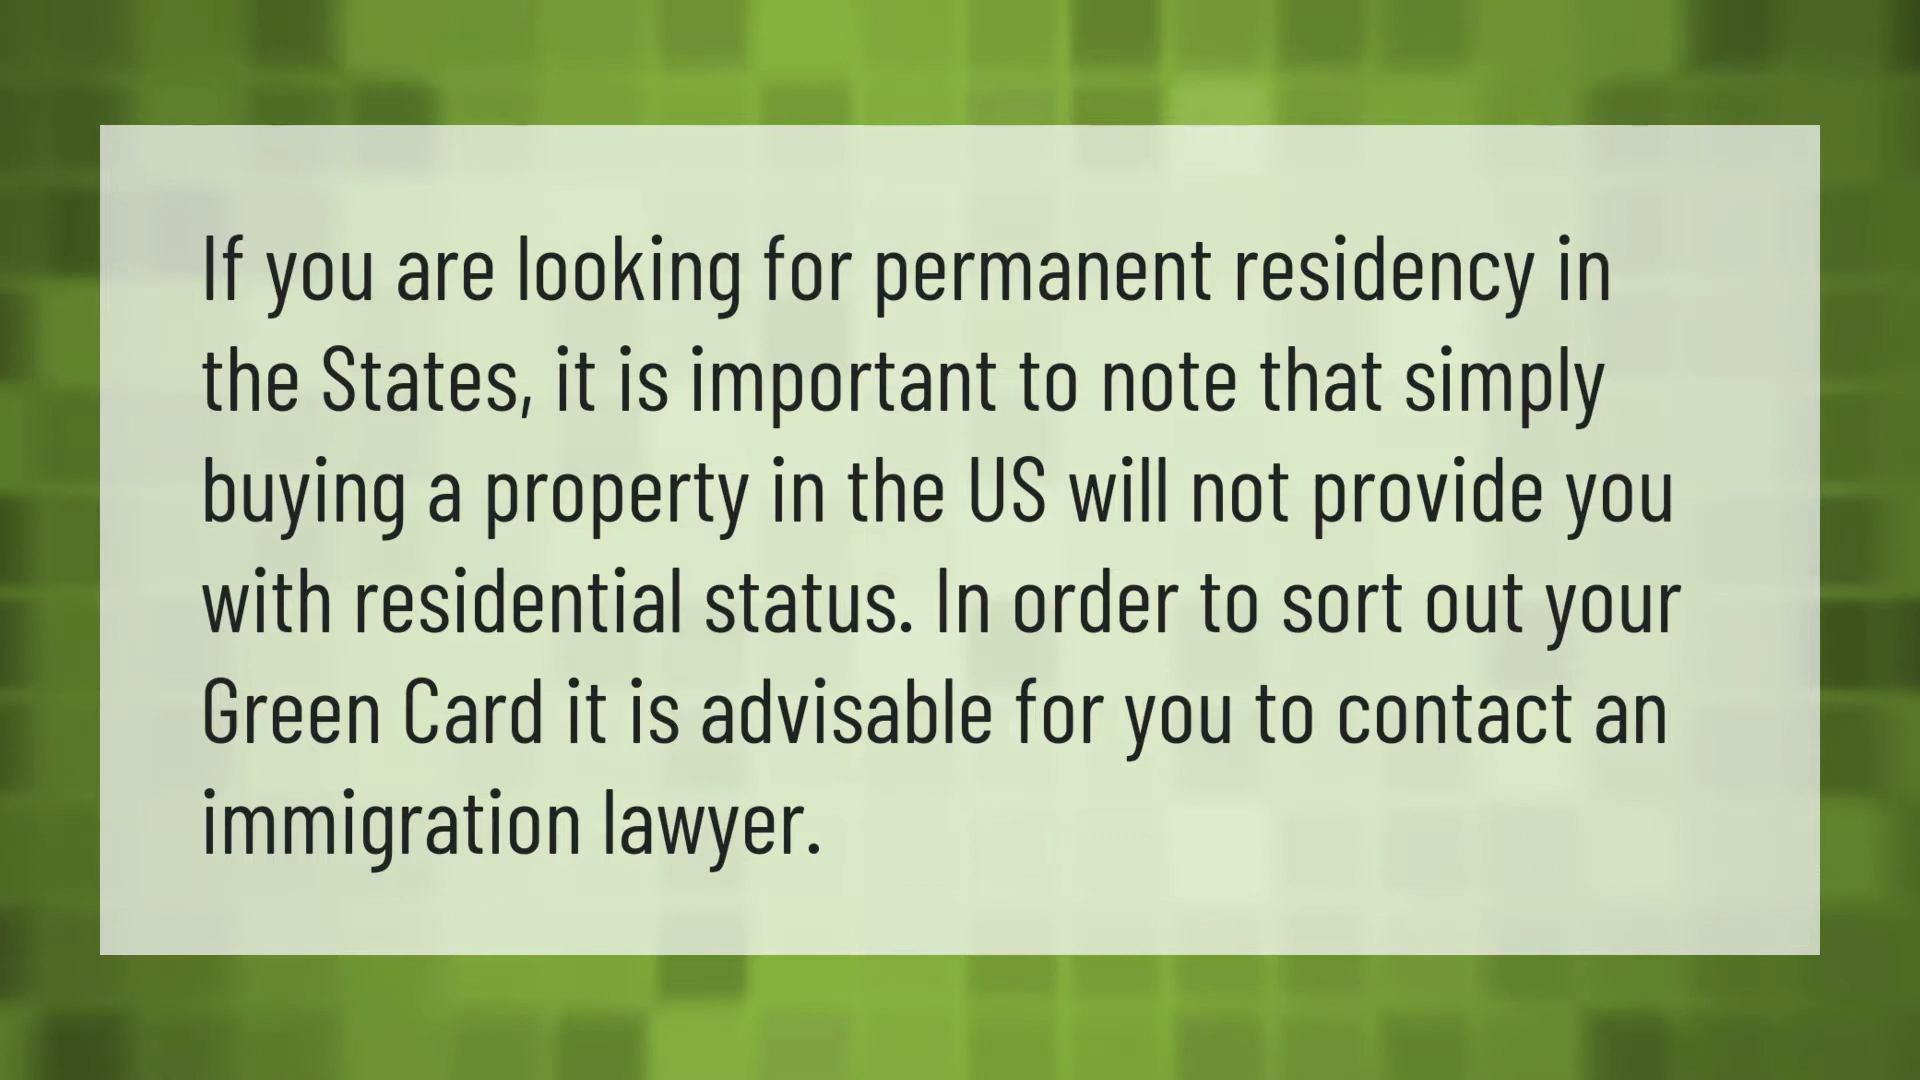 If you are looking for permanent residency in
the States, it is important to note that simply
buying a property in the US will not provide you
with residential status. In order to sort out your
Green Card it is advisable for you to contact an
immigration lawyer.